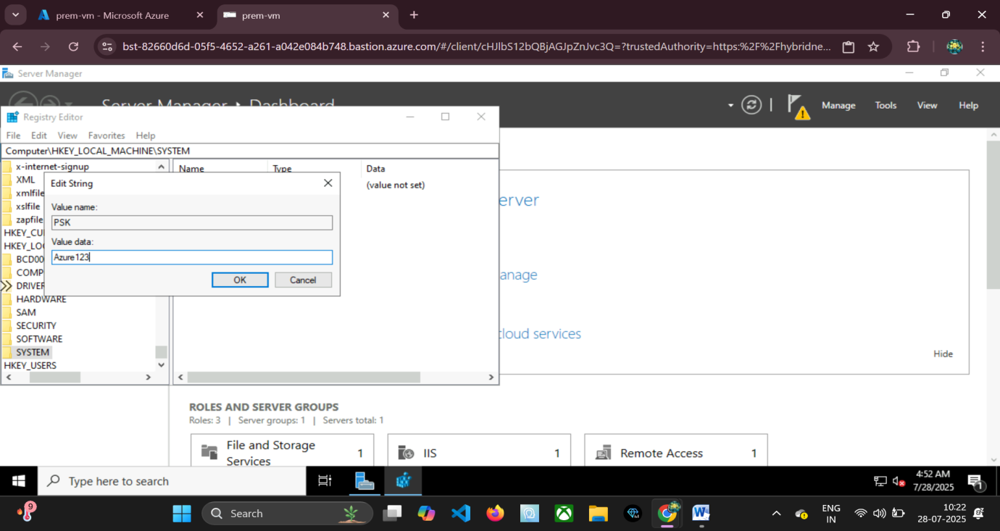 prem-vm - Microsoft Azure
prem-vm
bst-82660d6d-05f5-4652-a261-a042e084b748.bastion.azure.com/#/client/cHJlbS12bQBjAGJpZnJvc3Q=?trustedAuthority=https:%2F%2Fhybridne...
Server Manager
Server Manager Dashboard
Manage Tools View Help
Registry Editor
File Edit View Favorites Help
Computer\HKEY_LOCAL_MACHINE\SYSTEM
x-internet-signup
XML
xmlfile
xslfile
zapfile
HKEY_CU
HKEY_LO
BCD00
COMP
DRIVER
HARDWARE
SAM
SECURITY
SOFTWARE
SYSTEM
HKEY_USERS
Name Type Data
(value not set)
Edit String
Value name:
PSK
Value data:
Azure123
OK Cancel
erver
anage
cloud services
Hide
ROLES AND SERVER GROUPS
Roles: 3 | Server groups: 1 | Servers total: 1
File and Storage
Services
1
IIS 1
Remote Access 1
Type here to search
4:52 AM
7/28/2025
1
9
Search
ENG
IN
10:22
28-07-2025